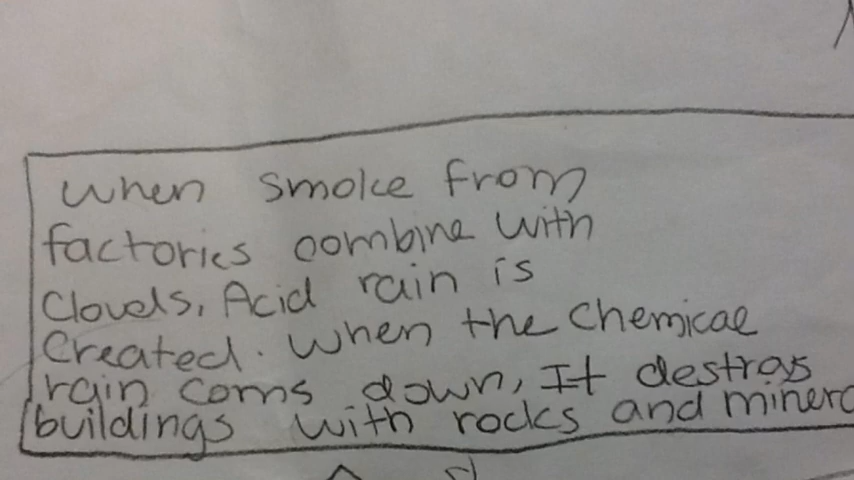 When smoke from
factories combine with
Clouds, Acid rain is
Created. When the Chemical
rain coms down, It destroys
buildings with rocks and minera